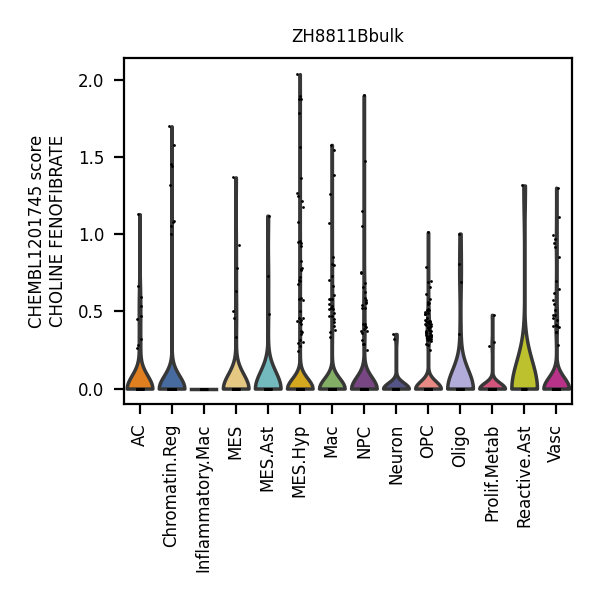 ZH8811Bbulk
CHEMBL1201745 score
CHOLINE FENOFIBRATE
2.0
1.5
1.0
0.5
0.0
AC
Chromatin.Reg
Inflammatory.Mac
MES
MES.Ast
MES.Hyp
Mac
NPC
Neuron
OPC
Oligo
Prolif.Metab
Reactive.Ast
Vasc